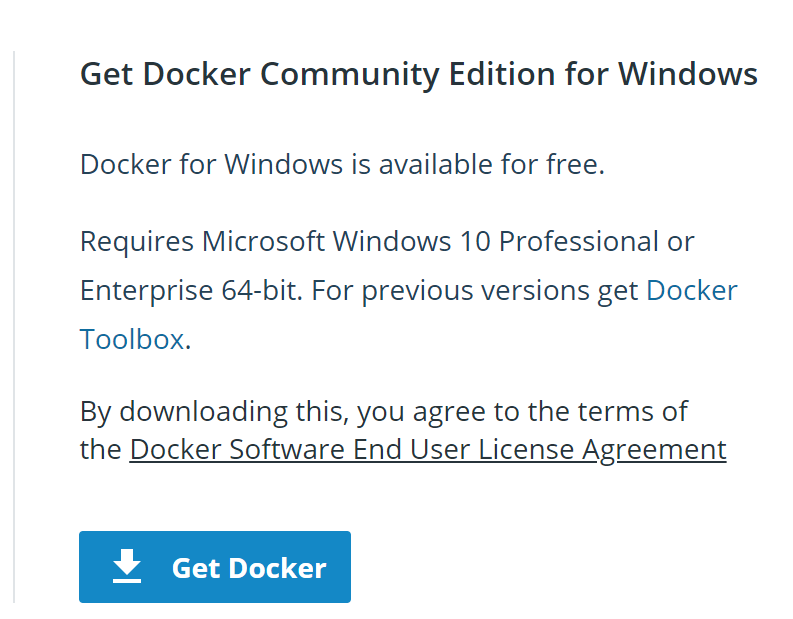 Get Docker Community Edition for Windows
Docker for Windows is available for free.
Requires Microsoft Windows 10 Professional or
Enterprise 64-bit. For previous versions get Docker
Toolbox.
By downloading this, you agree to the terms of
the Docker Software End User License Agreement
Get Docker